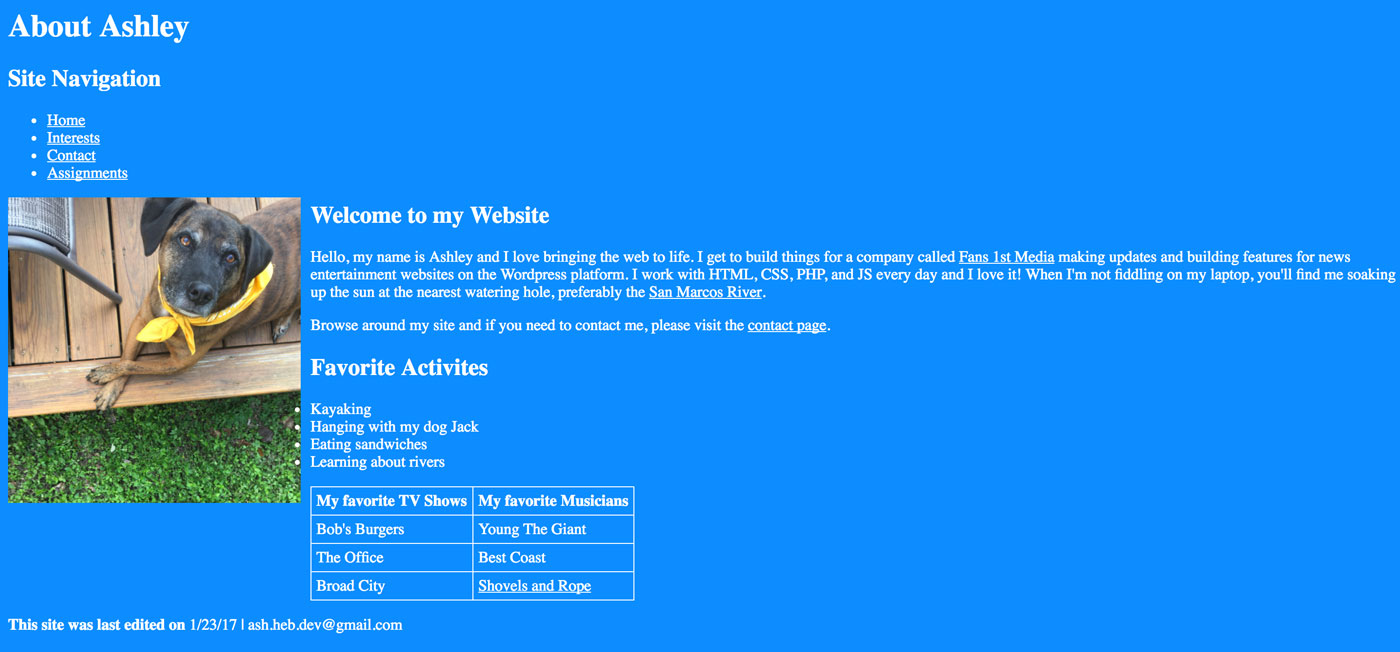 About Ashley
Site Navigation
Home
Interests
Contact
Assignments
Welcome to my Website
Hello, my name is Ashley and I love bringing the web to life. I get to build things for a company called Fans 1st Media making updates and building features for news
entertainment websites on the Wordpress platform. I work with HTML, CSS, PHP, and JS every day and I love it! When I'm not fiddling on my laptop, you'll find me soaking
up the sun at the nearest watering hole, preferably the San Marcos River.
Browse around my site and if you need to contact me, please visit the contact page.
Favorite Activites
Kayaking
Hanging with my dog Jack
Eating sandwiches
Learning about rivers
My favorite TV Shows My favorite Musicians
Bob's Burgers Young The Giant
The Office Best Coast
Broad City Shovels and Rope
This site was last edited on 1/23/17 | ash.heb.dev@gmail.com